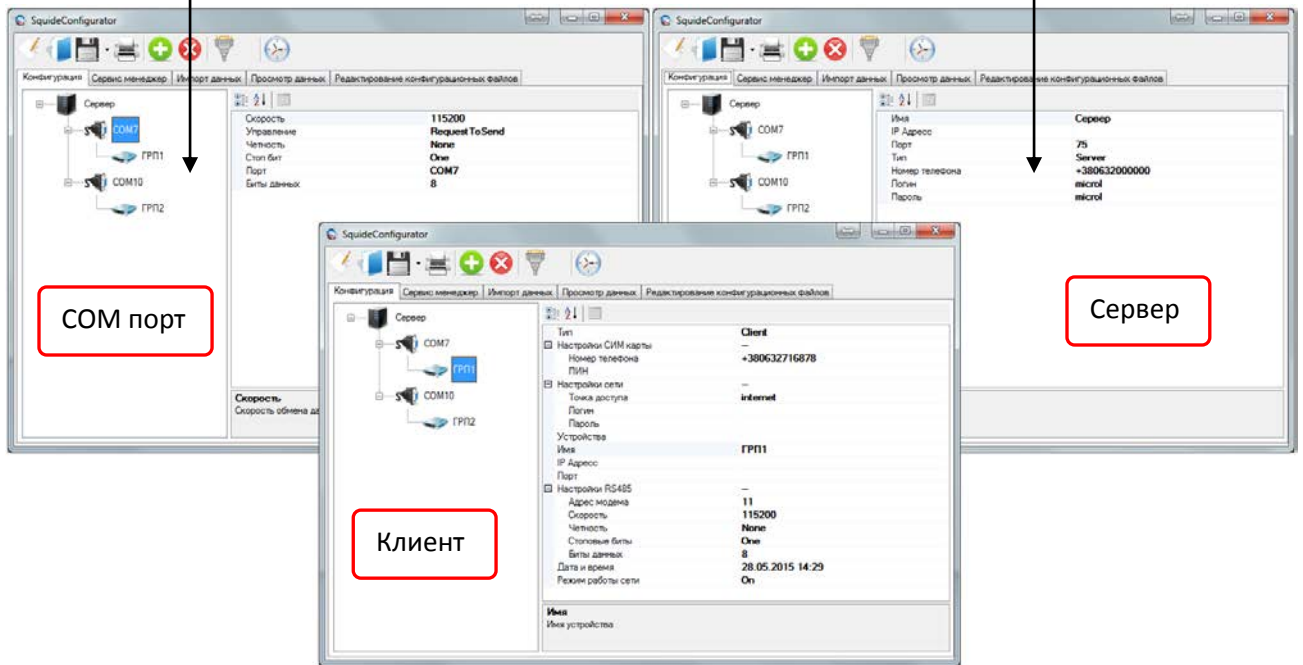 SquideConfigurator
Конфигурация Сервис менеджер Импорт данных Просмотр данных Редактирование конфигурационных файлов
Сервер
COM7
ГРП1
COM10
ГРП2
Скорость 115200
Управление RequestToSend
Четность None
Стоп бит One
Порт COM7
Биты данных 8
Скорость
Скорость обмена
COM порт
SquideConfigurator
Конфигурация Сервис менеджер Импорт данных Просмотр данных Редактирование конфигурационных файлов
Сервер
COM7
ГРП1
COM10
ГРП2
Имя Сервер
IP Адресс
Порт 75
Тип Server
Номер телефона +380632000000
Логин microl
Пароль microl
Сервер
SquideConfigurator
Конфигурация Сервис менеджер Импорт данных Просмотр данных Редактирование конфигурационных файлов
Сервер
COM7
ГРП1
COM10
ГРП2
Тип Client
Настройки СИМ карты --
Номер телефона +380632716878
ПИН
Настройки сети --
Точка доступа internet
Логин
Пароль
Устройства
Имя ГРП1
IP Адресс
Порт
Настройки RS485 --
Адрес модема 11
Скорость 115200
Четность None
Стоповые биты One
Биты данных 8
Дата и время 28.05.2015 14:29
Режим работы сети On
Имя
Имя устройства
Клиент